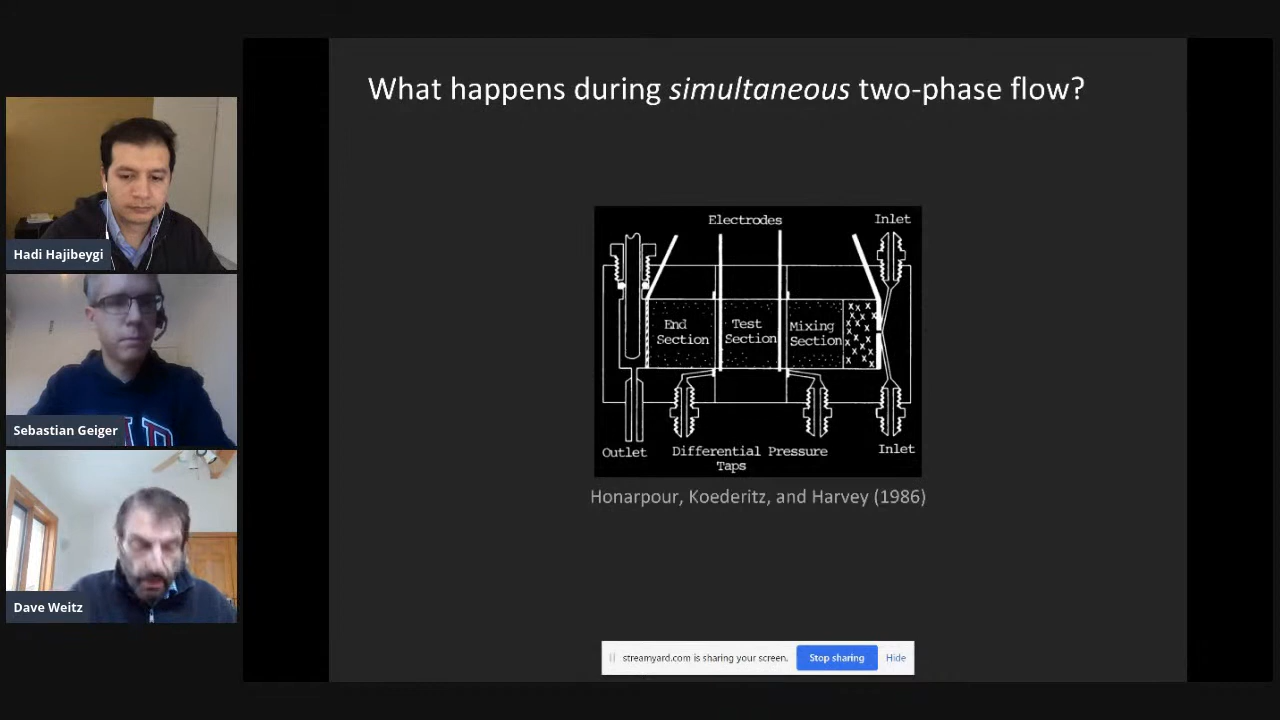 What happens during simultaneous two-phase flow?
Hadi Hajibeygi
Sebastian Geiger
Dave Weitz
Electrodes
Inlet
End
Section
Test
Section
Mixing
Section
Outlet
Differential Pressure
Taps
Inlet
Honarpour, Koederitz, and Harvey (1986)
streamyard.com is sharing your screen.
Stop sharing
Hide